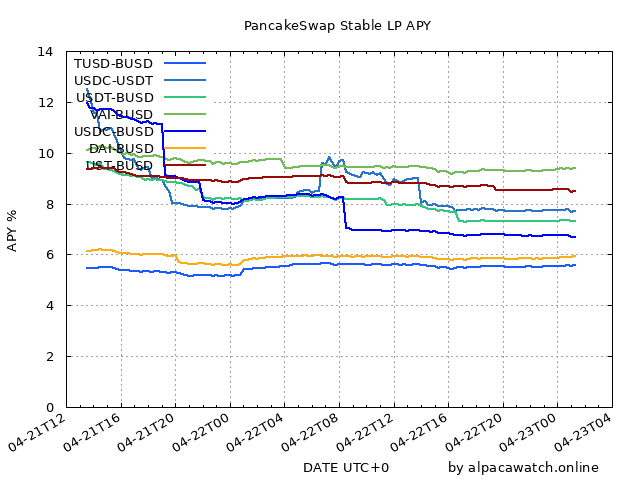 PancakeSwap Stable LP APY
14
12
10
8
6
4
2
0
APY %
TUSD-BUSD
USDC-USDT
USDT-BUSD
VAI-BUSD
USDC-BUSD
DAI-BUSD
UST-BUSD
04-21T12
04-21T16
04-21T20
04-22T00
04-22T04
04-22T08
04-22T12
04-22T16
04-22T20
04-23T00
04-23T04
DATE UTC+0
by alpacawatch.online